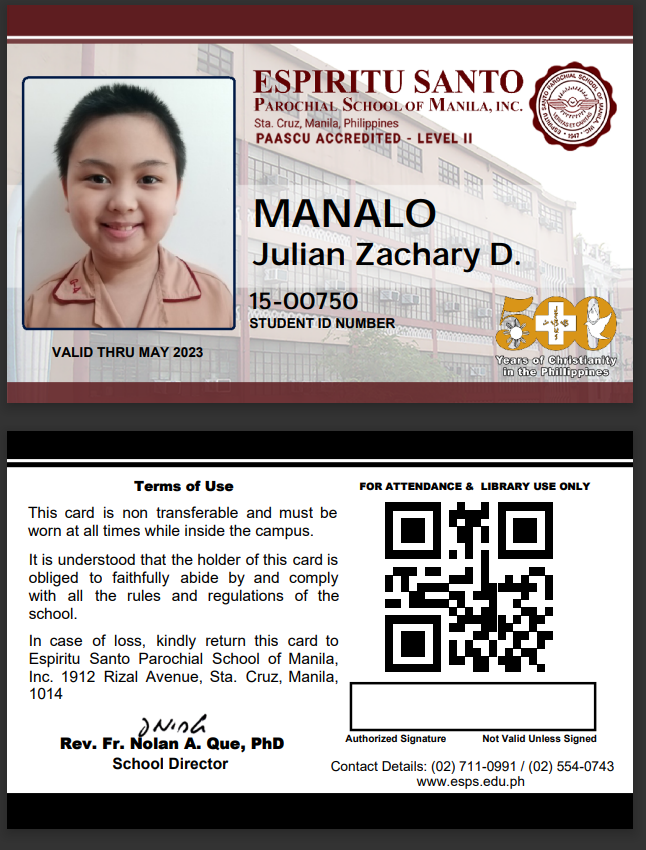 ESPIRITU SANTO
PAROCHIAL SCHOOL OF MANILA, INC.
Sta. Cruz, Manila, Philippines
PAASCU ACCREDITED - LEVEL II
ESPIRITU SANTO PAROCHIAL SCHOOL OF MANILA, INC.
• 1947 •
MANALO
Julian Zachary D.
15-00750
STUDENT ID NUMBER
VALID THRU MAY 2023
500
Years of Christianity
in the Phillippines
Terms of Use
This card is non transferable and must be
worn at all times while inside the campus.
It is understood that the holder of this card is
obliged to faithfully abide by and comply
with all the rules and regulations of the
school.
In case of loss, kindly return this card to
Espiritu Santo Parochial School of Manila,
Inc. 1912 Rizal Avenue, Sta. Cruz, Manila,
1014
Rev. Fr. Nolan A. Que, PhD
School Director
FOR ATTENDANCE & LIBRARY USE ONLY
Authorized Signature
Not Valid Unless Signed
Contact Details: (02) 711-0991 / (02) 554-0743
www.esps.edu.ph